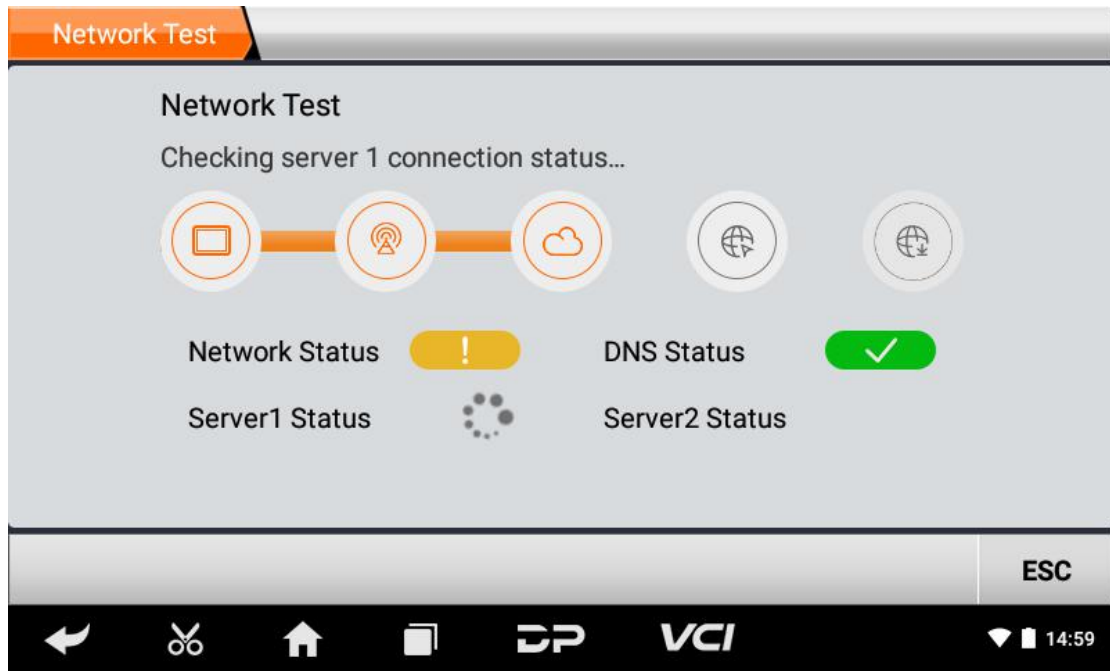 Network Test
Network Test
Checking server 1 connection status...
Network Status ! DNS Status
Server1 Status Server2 Status
ESC
DP VCI 14:59